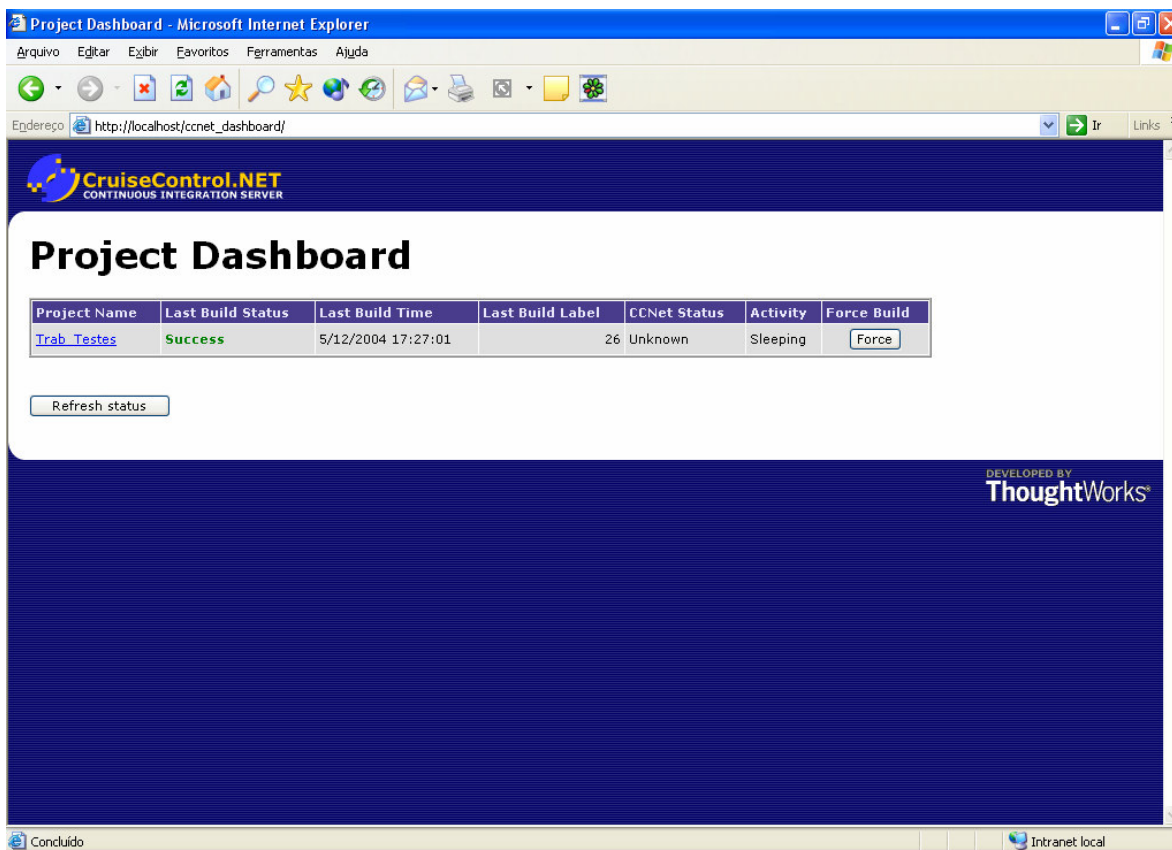 Project Dashboard - Microsoft Internet Explorer
Arquivo Editar Exibir Favoritos Ferramentas Ajuda
Endereço http://localhost/ccnet_dashboard/ Ir Links
CruiseControl.NET
CONTINUOUS INTEGRATION SERVER
Project Dashboard
Project Name Last Build Status Last Build Time Last Build Label CCNet Status Activity Force Build
Trab_Testes Success 5/12/2004 17:27:01 26 Unknown Sleeping Force
Refresh status
DEVELOPED BY
ThoughtWorks®
Concluído Intranet local